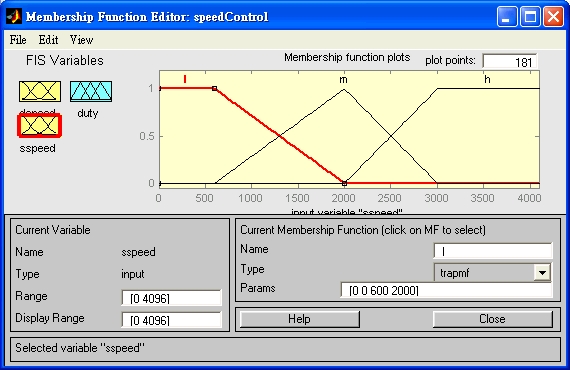 Membership Function Editor: speedControl
File Edit View
FIS Variables
Membership function plots
plot points:
181
dspeed
duty
sspeed
l
m
h
1
0.5
0
0 500 1000 1500 2000 2500 3000 3500 4000
input variable "sspeed"
Current Variable
Name sspeed
Type input
Range [0 4096]
Display Range [0 4096]
Current Membership Function (click on MF to select)
Name l
Type trapmf
Params [0 0 600 2000]
Help
Close
Selected variable "sspeed"